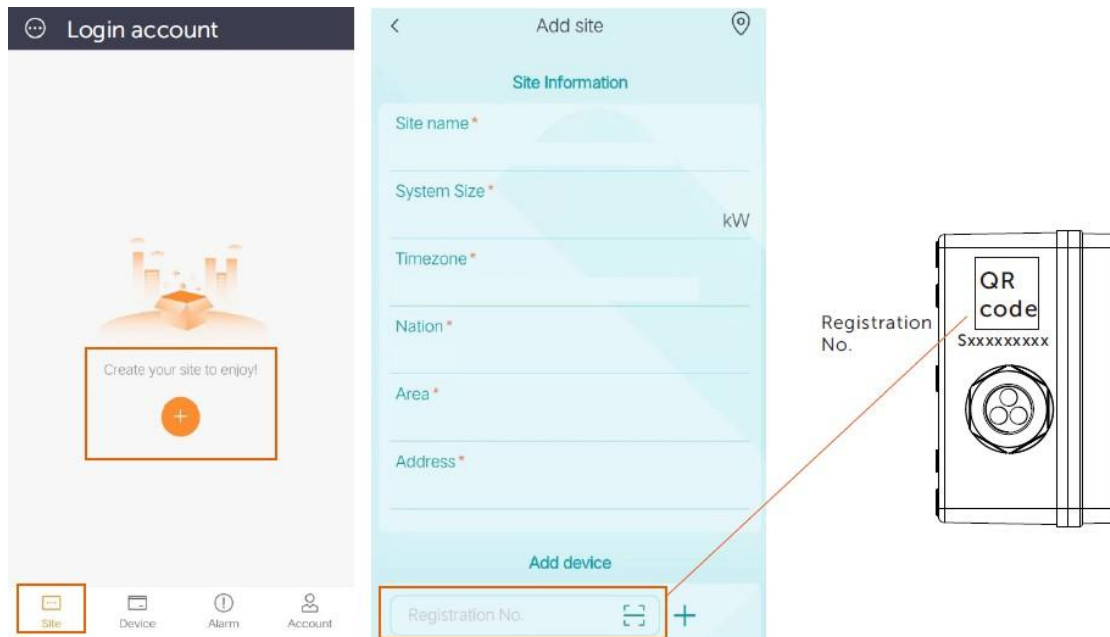 Login account
Create your site to enjoy!
Site
Device
Alarm
Account
Add site
Site Information
Site name*
System Size*
kW
Timezone*
Nation*
Area*
Address*
Add device
Registration No.
Registration
No.
QR
code
Sxxxxxxxxx